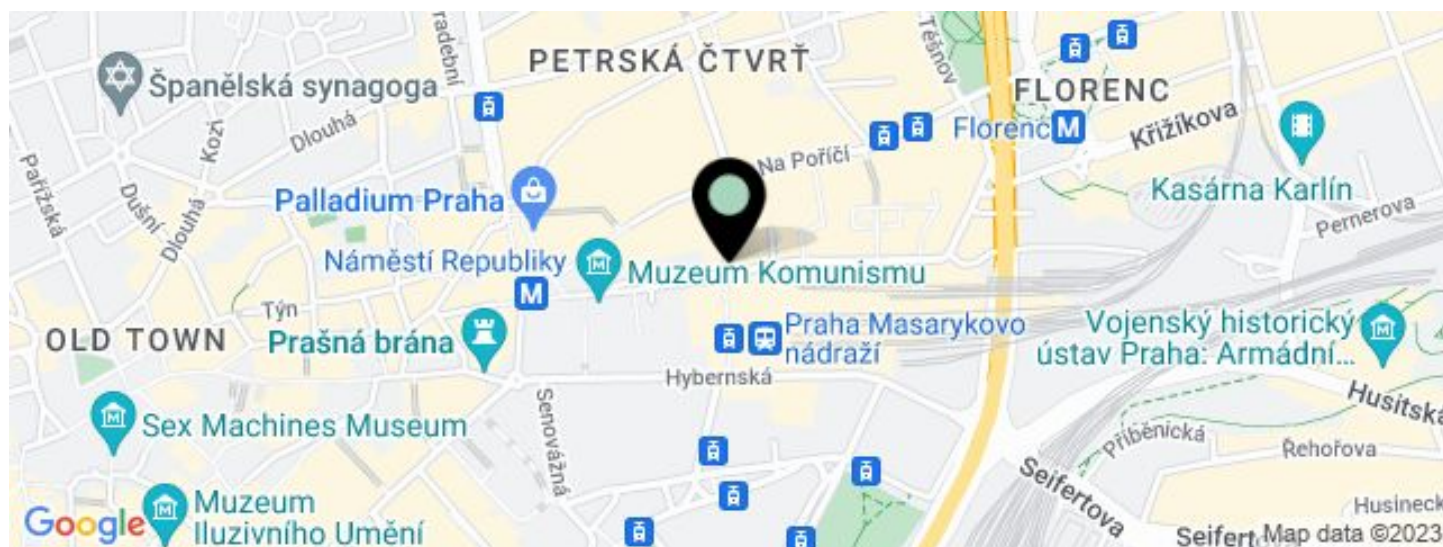 PETRSKÁ ČTVRŤ
Těšnov
FLORENC
Španělská synagoga
Dlouhá
Kozí
Florenc
M
Křižíkova
Na Poříčí
Pařížská
Dušní
Dlouhá
Palladium Praha
Kasárna Karlín
Pernerova
Náměstí Republiky
M
Muzeum Komunismu
Týn
OLD TOWN
Prašná brána
Praha Masarykovo
nádraží
Vojenský historický
ústav Praha: Armádní...
Hybernská
Senovážná
Husitská
Příběnická
Řehořova
Sex Machines Museum
Seifertova
Muzeum
Iluzivního Umění
Google
Husineck
Seifert
Map data ©2023